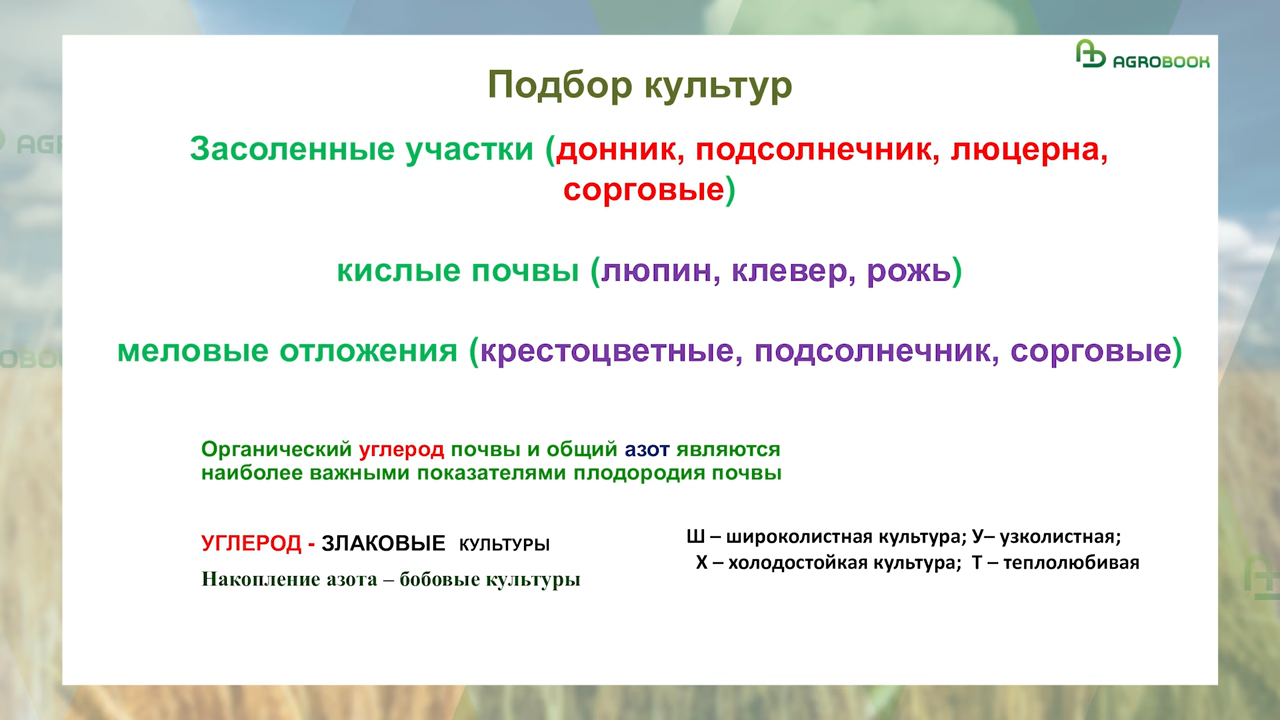 AGROBOOK
Подбор культур
Засоленные участки (донник, подсолнечник, люцерна,
сорговые)
кислые почвы (люпин, клевер, рожь)
меловые отложения (крестоцветные, подсолнечник, сорговые)
Органический углерод почвы и общий азот являются
наиболее важными показателями плодородия почвы
УГЛЕРОД - ЗЛАКОВЫЕ КУЛЬТУРЫ
Накопление азота – бобовые культуры
Ш – широколистная культура; У– узколистная;
Х – холодостойкая культура; Т – теплолюбивая